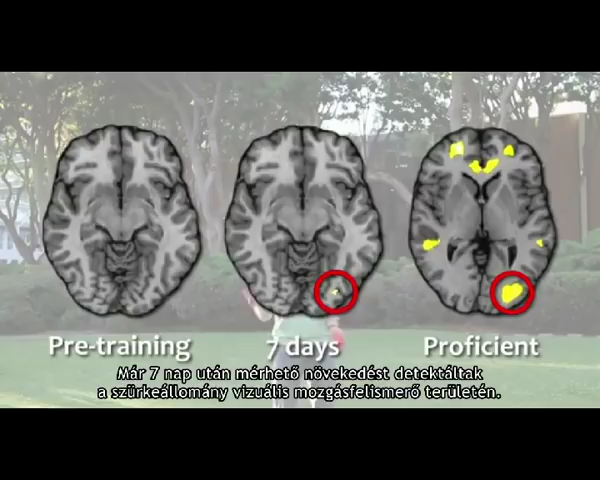 Pre-training
7 days
Proficient
Már 7 nap után mérhető növekedést detektáltak
a szürkeállomány vizuális mozgásfelismerő területén.